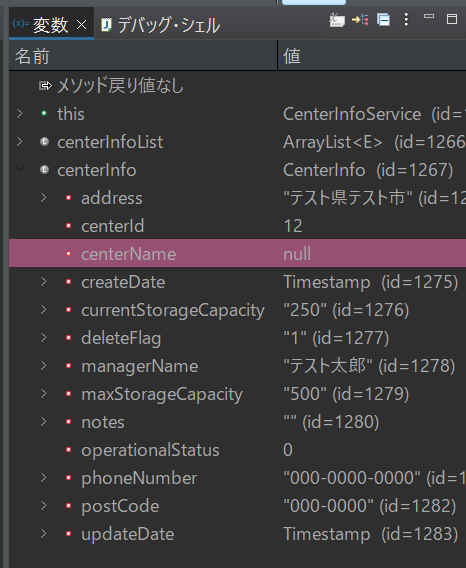 (x)= 変数 × デバッグ・シェル
名前 値
メソッド戻り値なし
this CenterInfoService (id=
centerInfoList ArrayList<E> (id=1266
centerInfo CenterInfo (id=1267)
address "テスト県テスト市" (id=12
centerId 12
centerName null
createDate Timestamp (id=1275)
currentStorageCapacity "250" (id=1276)
deleteFlag "1" (id=1277)
managerName "テスト太郎" (id=1278)
maxStorageCapacity "500" (id=1279)
notes "" (id=1280)
operationalStatus 0
phoneNumber "000-0000-0000" (id=1
postCode "000-0000" (id=1282)
updateDate Timestamp (id=1283)